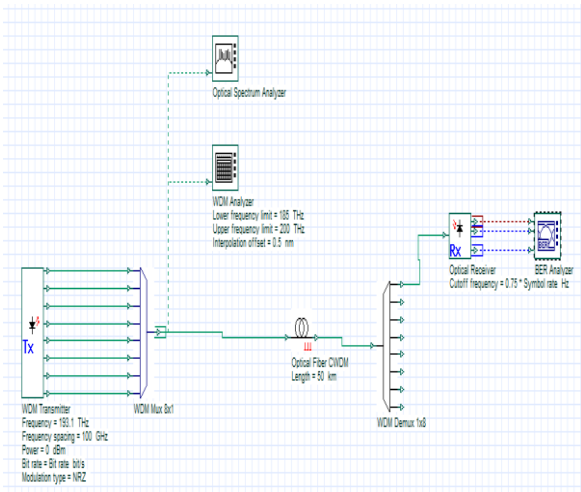 Optical Spectrum Analyzer
WDM Analyzer
Lower frequency limit = 185 THz
Upper frequency limit = 200 THz
Interpolation offset = 0.5 nm
Rx
BER
Optical Receiver
Cutoff frequency = 0.75 * Symbol rate Hz
BER Analyzer
Tx
Optical Fiber CWDM
Length = 50 km
WDM Transmitter
Frequency = 193.1 THz
Frequency spacing = 100 GHz
Power = 0 dBm
Bit rate = Bit rate bit/s
Modulation type = NRZ
WDM Mux 8x1
WDM Demux 1x8